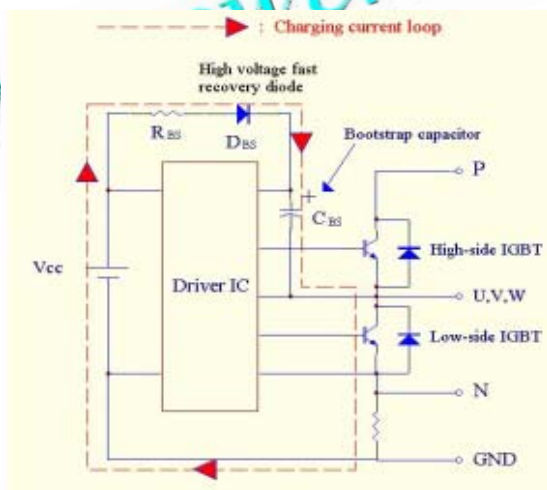 : Charging current loop
High voltage fast
recovery diode
RBS
DBS
Bootstrap capacitor
P
+
CBS
High-side IGBT
Vcc
Driver IC
U,V,W
Low-side IGBT
N
GND